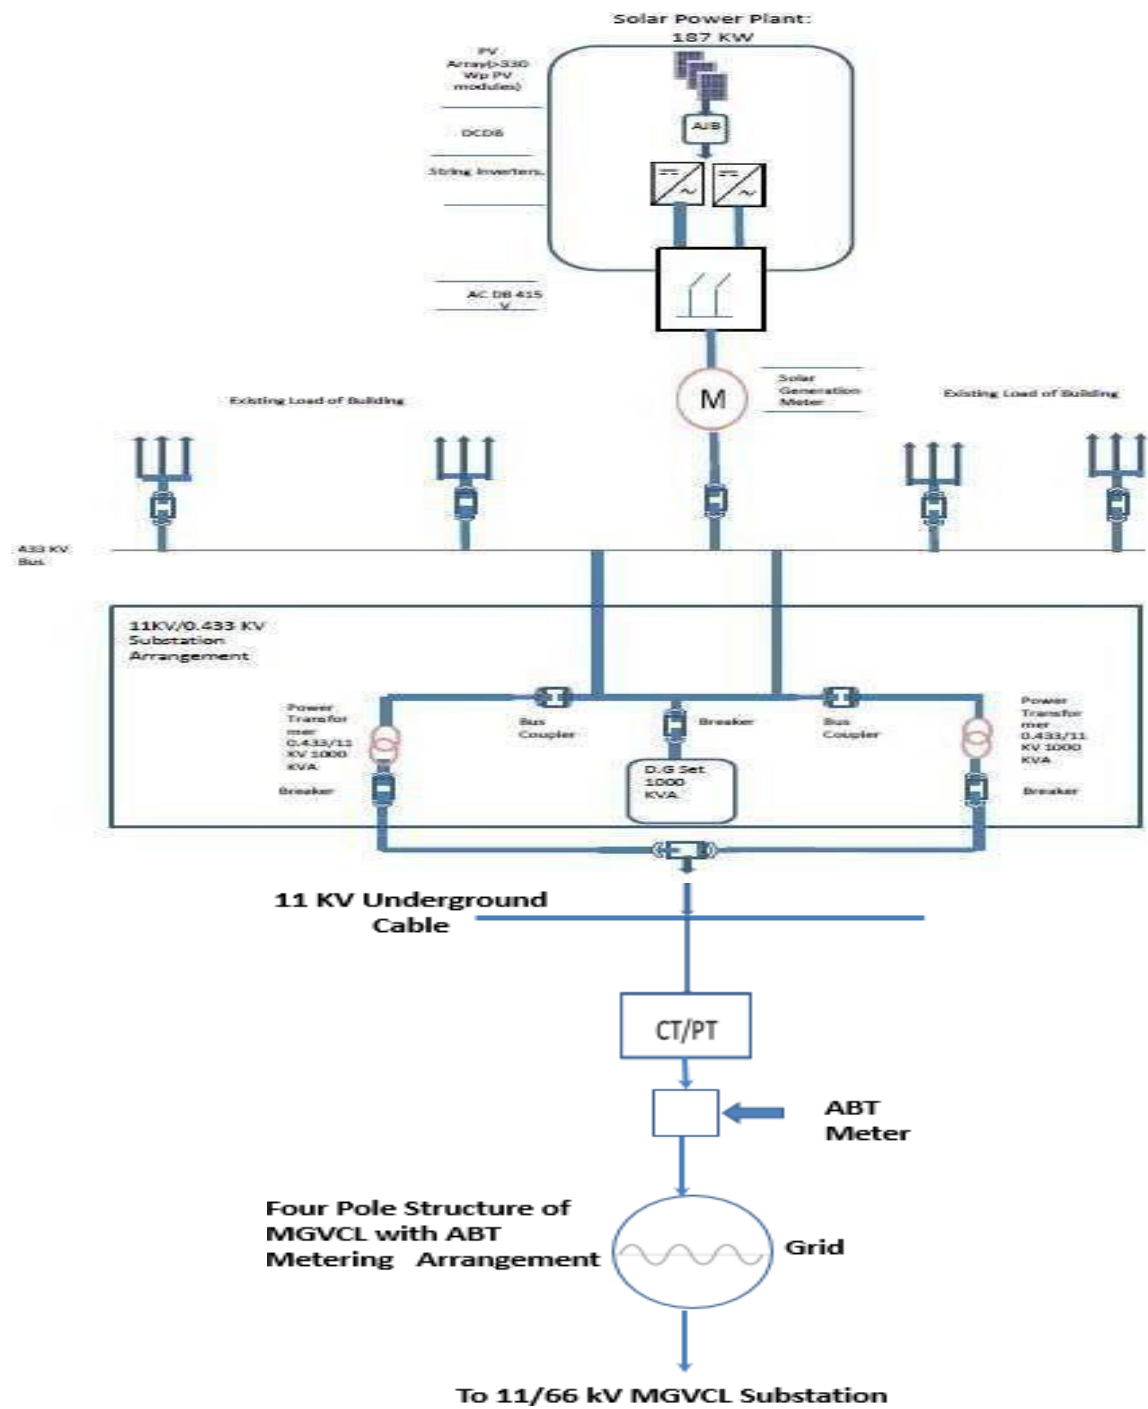 Solar Power Plant:
187 KW
PV
Array(>330
Wp PV
modules)
AJB
DCDB
String Inverters.
AC DB 415
V
M
Solar
Generation
Meter
Existing Load of Building
Existing Load of Building
433 KV
Bus
11KV/0.433 KV
Substation
Arrangement
Power
Transfor
mer
0.433/11
KV 1000
KVA
Breaker
Bus
Coupler
Breaker
D.G Set
1000
KVA
Bus
Coupler
Power
Transfor
mer
0.433/11
KV 1000
KVA
Breaker
11 KV Underground
Cable
CT/PT
ABT
Meter
Four Pole Structure of
MGVCL with ABT
Metering Arrangement
Grid
To 11/66 kV MGVCL Substation